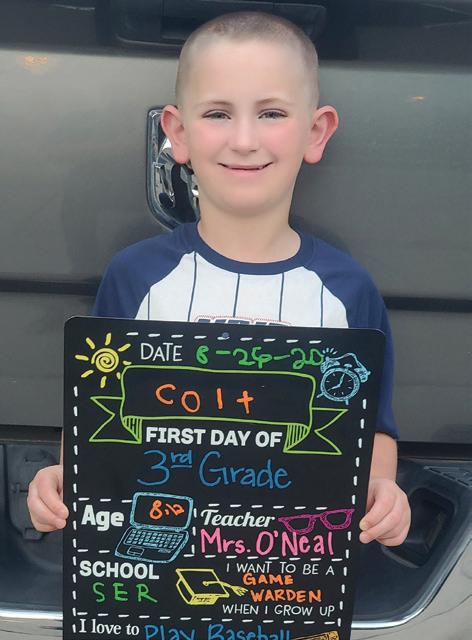 DATE 8-26-20
Colt
FIRST DAY OF
3rd Grade
Age 8
Teacher
Mrs. O'Neal
SCHOOL
SER
I WANT TO BE A
GAME
WARDEN
WHEN I GROW UP
I love to Play Baseball